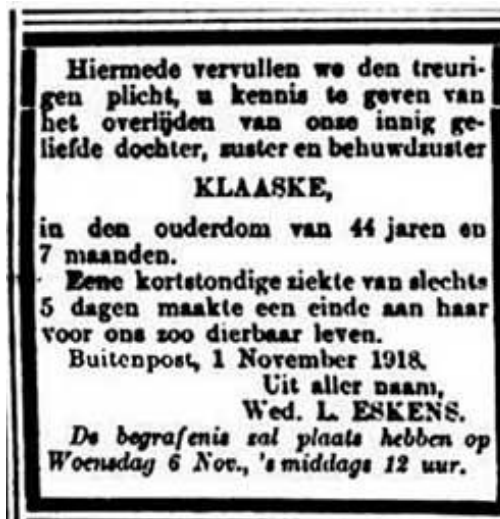 Hiermede vervullen we den treuri-
gen plicht, u kennis te geven van
het overlijden van onze innig ge-
liefde dochter, zuster en behuwdzuster
KLAASKE,
in den ouderdom van 44 jaren en
7 maanden.
Eene kortstondige ziekte van slechts
5 dagen maakte een einde aan haar
voor ons zoo dierbaar leven.
Buitenpost, 1 November 1918.
Uit aller naam,
Wed. L. ESKENS.
De begrafenis zal plaats hebben op
Woensdag 6 Nov., 's middags 12 uur.